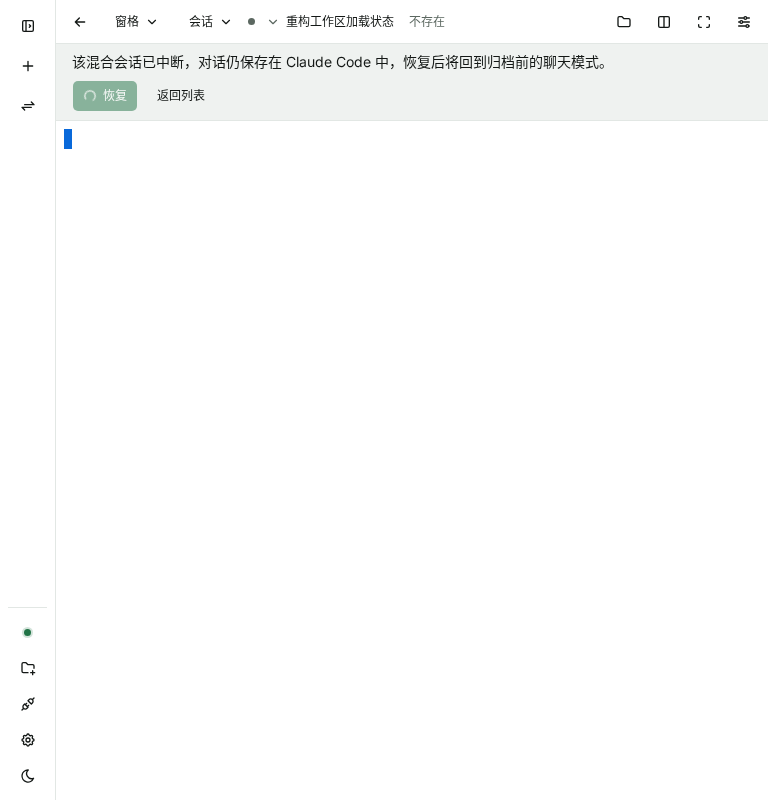 窗格 会话 重构工作区加载状态 不存在
该混合会话已中断，对话仍保存在 Claude Code 中，恢复后将回到归档前的聊天模式。
恢复 返回列表